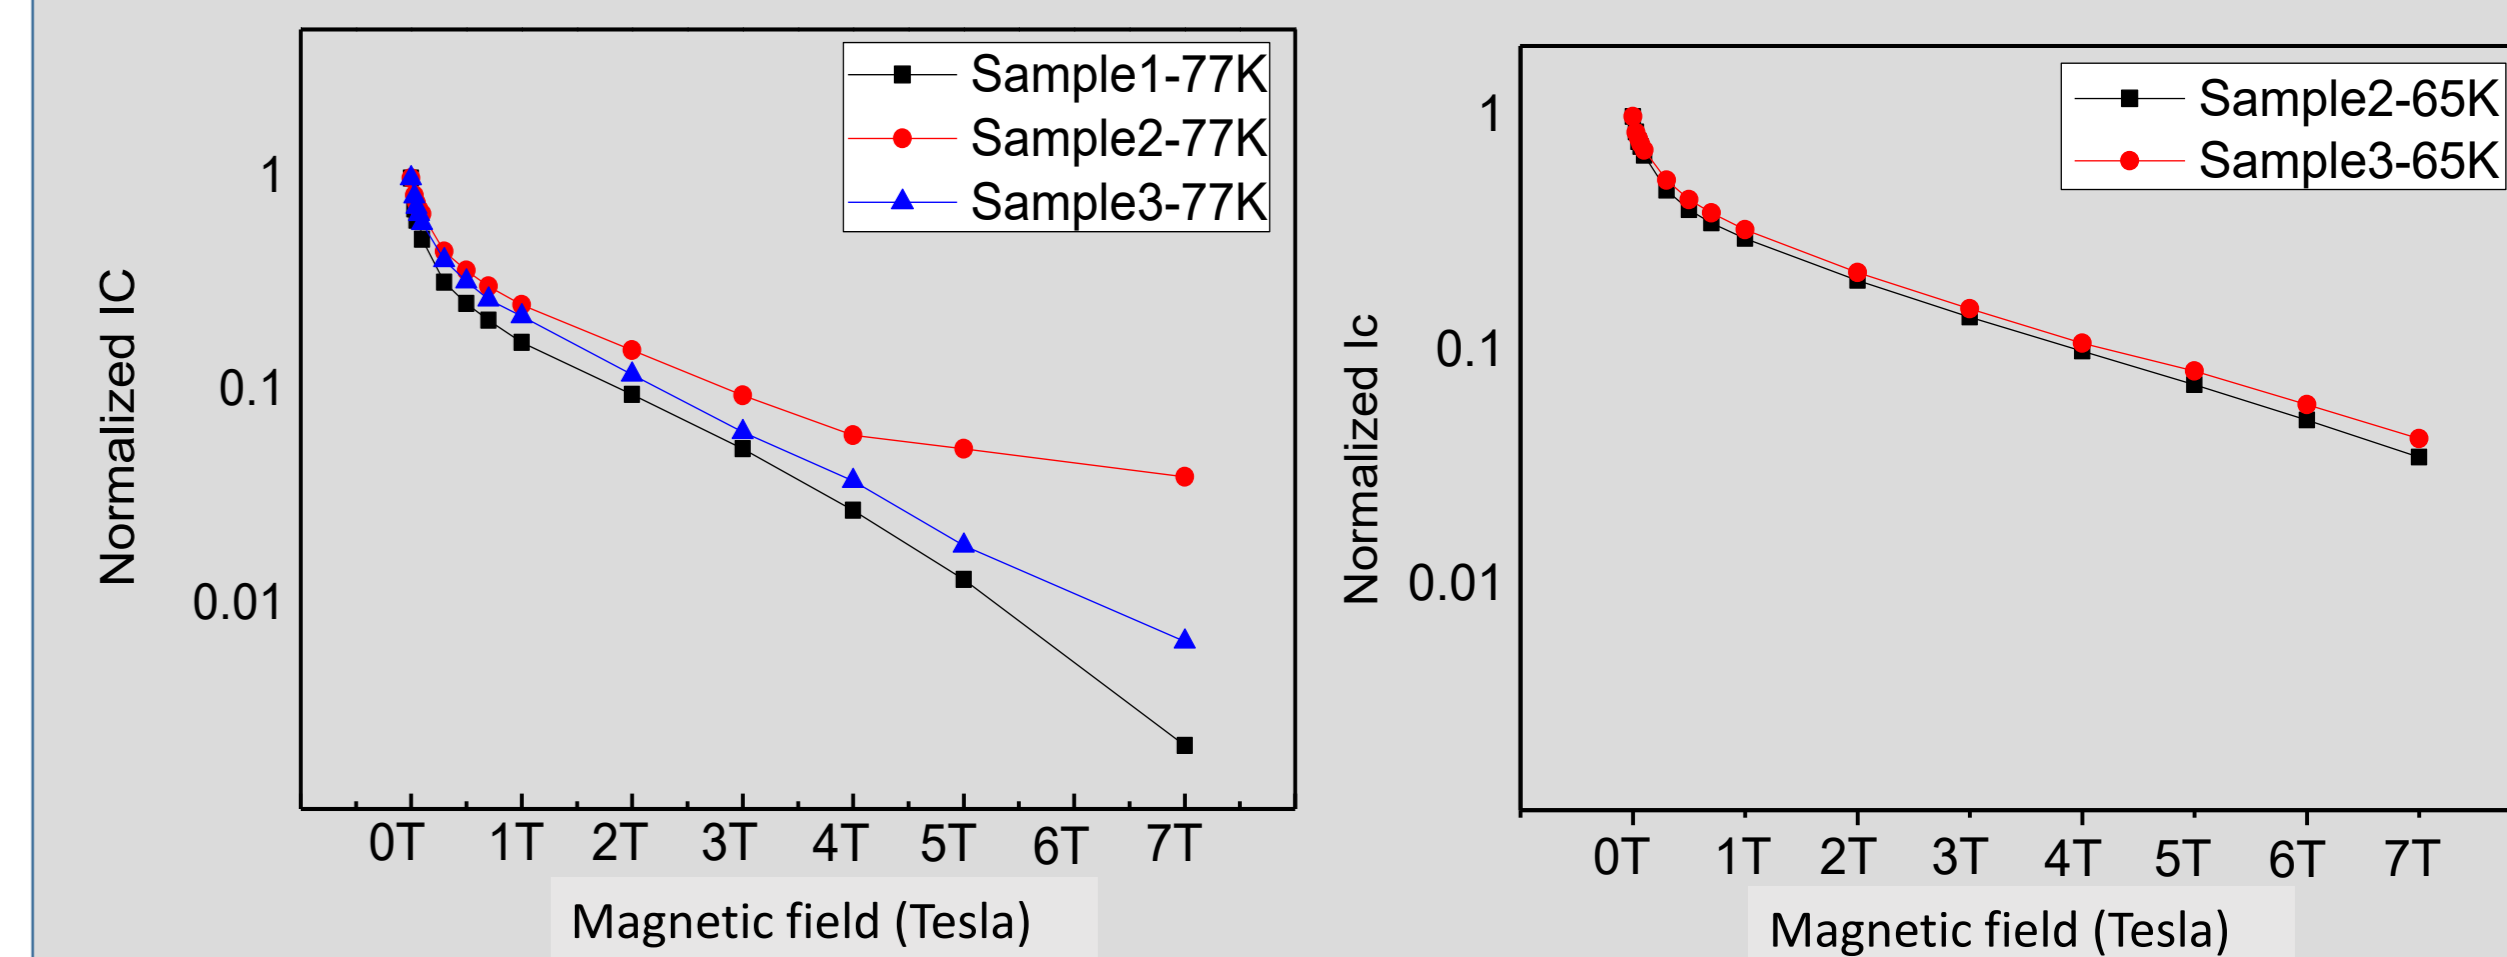 Sample1-77K
Sample2-77K
Sample3-77K
1
0.1
0.01
Normalized IC
0T 1T 2T 3T 4T 5T 6T 7T
Magnetic field (Tesla)
Sample2-65K
Sample3-65K
1
0.1
0.01
Normalized Ic
0T 1T 2T 3T 4T 5T 6T 7T
Magnetic field (Tesla)